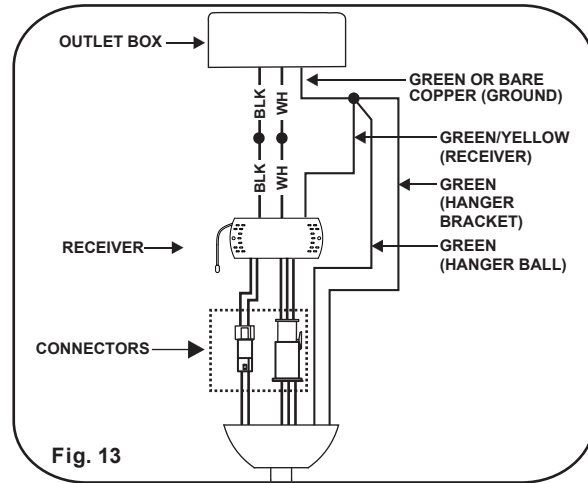 OUTLET BOX
BLK
WH
GREEN OR BARE
COPPER (GROUND)
GREEN/YELLOW
(RECEIVER)
BLK
WH
GREEN
(HANGER
BRACKET)
RECEIVER
GREEN
(HANGER BALL)
CONNECTORS
Fig. 13